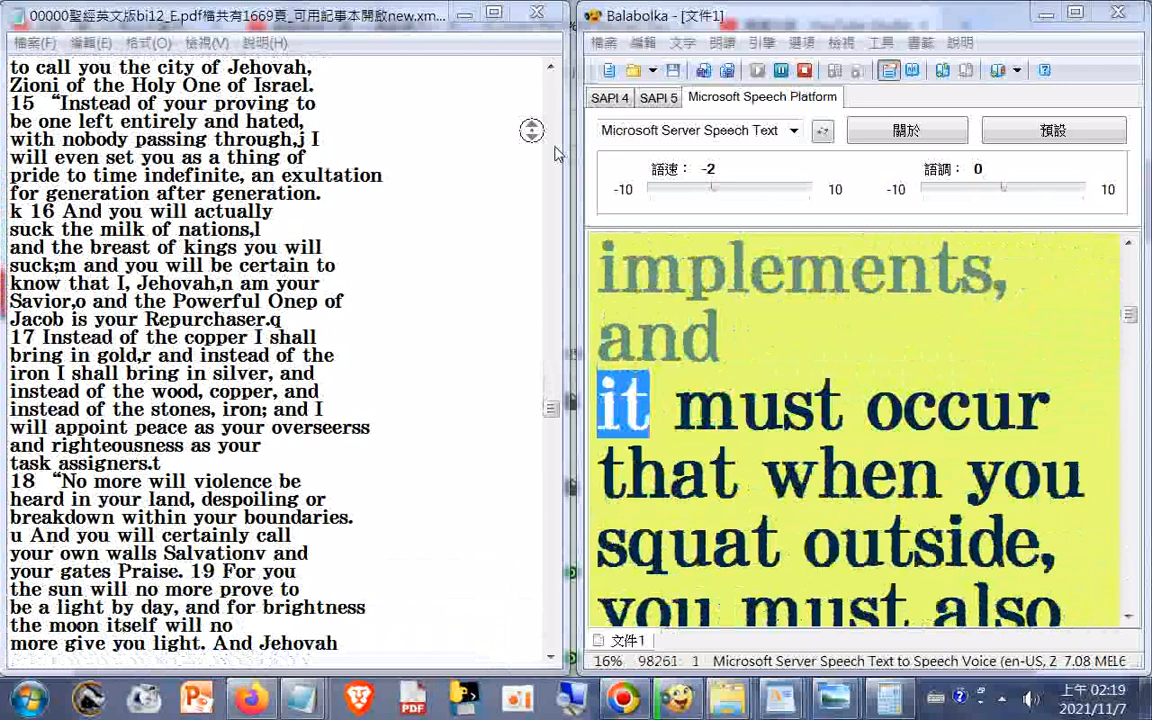 00000聖經英文版bi12_E.pdf檔共有1669頁_可用記事本開啟new.xm...
檔案(F) 編輯(E) 格式(O) 檢視(V) 說明(H)
to call you the city of Jehovah,
Zioni of the Holy One of Israel.
15 “Instead of your proving to
be one left entirely and hated,
with nobody passing through,j I
will even set you as a thing of
pride to time indefinite, an exultation
for generation after generation.
k 16 And you will actually
suck the milk of nations,l
and the breast of kings you will
suck;m and you will be certain to
know that I, Jehovah,n am your
Savior,o and the Powerful Onep of
Jacob is your Repurchaser.q
17 Instead of the copper I shall
bring in gold,r and instead of the
iron I shall bring in silver, and
instead of the wood, copper, and
instead of the stones, iron; and I
will appoint peace as your overseerss
and righteousness as your
task assigners.t
18 “No more will violence be
heard in your land, despoiling or
breakdown within your boundaries.
u And you will certainly call
your own walls Salvationv and
your gates Praise. 19 For you
the sun will no more prove to
be a light by day, and for brightness
the moon itself will no
more give you light. And Jehovah
Balabolka - [文件1]
檔案 編輯 文字 朗讀 引擎 選項 檢視 工具 書籤 說明
SAPI 4 SAPI 5 Microsoft Speech Platform
Microsoft Server Speech Text 關於 預設
語速： -2 語調： 0
-10 10 -10 10
implements,
and
it must occur
that when you
squat outside,
you must also
文件1
16% 98261: 1 Microsoft Server Speech Text to Speech Voice (en-US, Z 7.08 MEL6
PDF
上午 02:19
2021/11/7